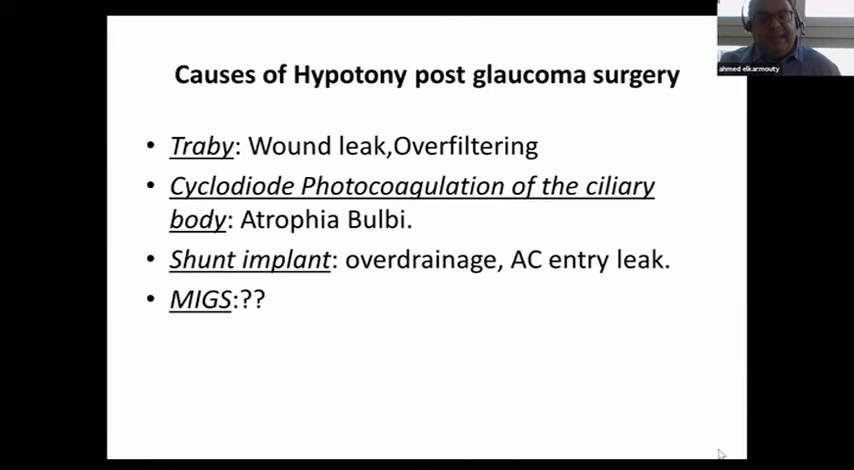 ahmed elkarmouty
Causes of Hypotony post glaucoma surgery
• Traby: Wound leak,Overfiltering
• Cyclodiode Photocoagulation of the ciliary
body: Atrophia Bulbi.
• Shunt implant: overdrainage, AC entry leak.
• MIGS:??